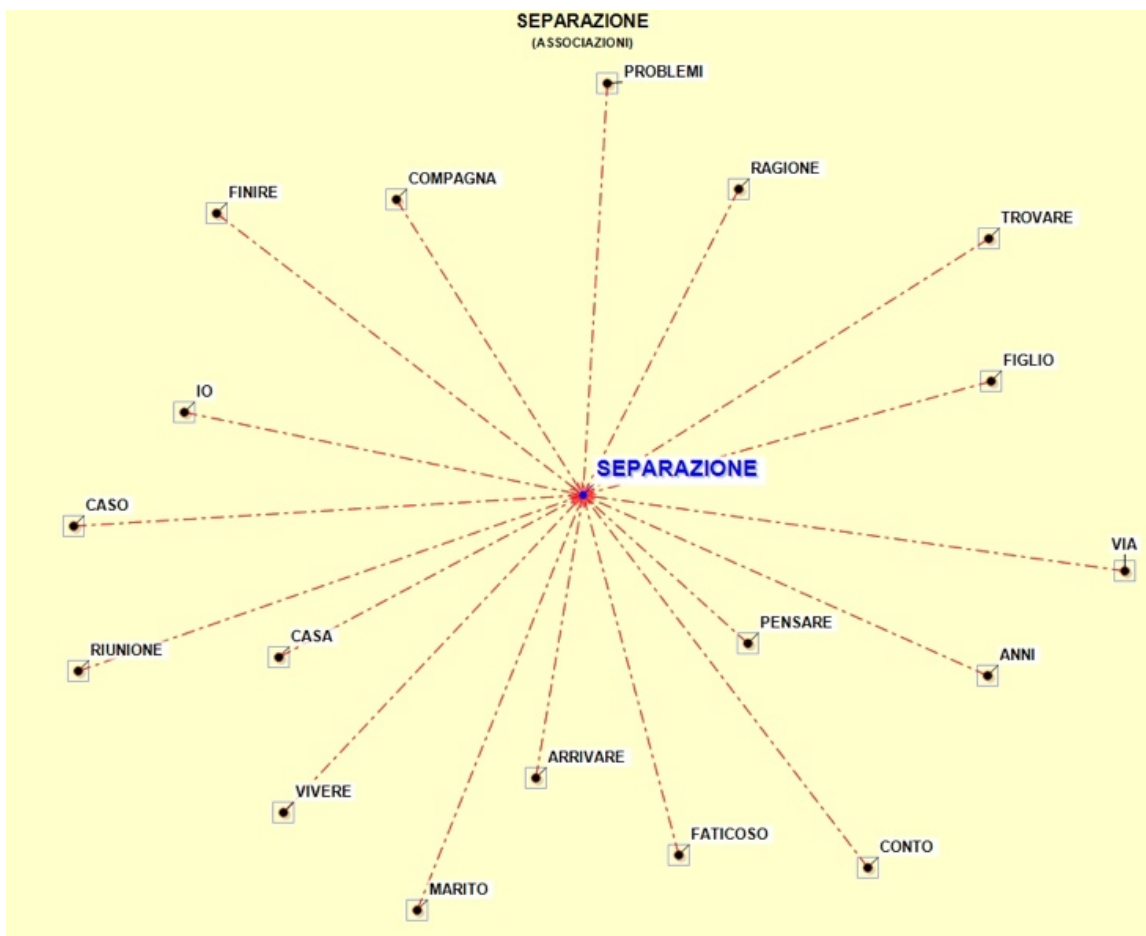 SEPARAZIONE
(ASSOCIAZIONI)
PROBLEMI
RAGIONE
COMPAGNA
FINIRE
TROVARE
FIGLIO
IO
SEPARAZIONE
CASO
VIA
PENSARE
CASA
RIUNIONE
ANNI
ARRIVARE
VIVERE
FATICOSO
CONTO
MARITO